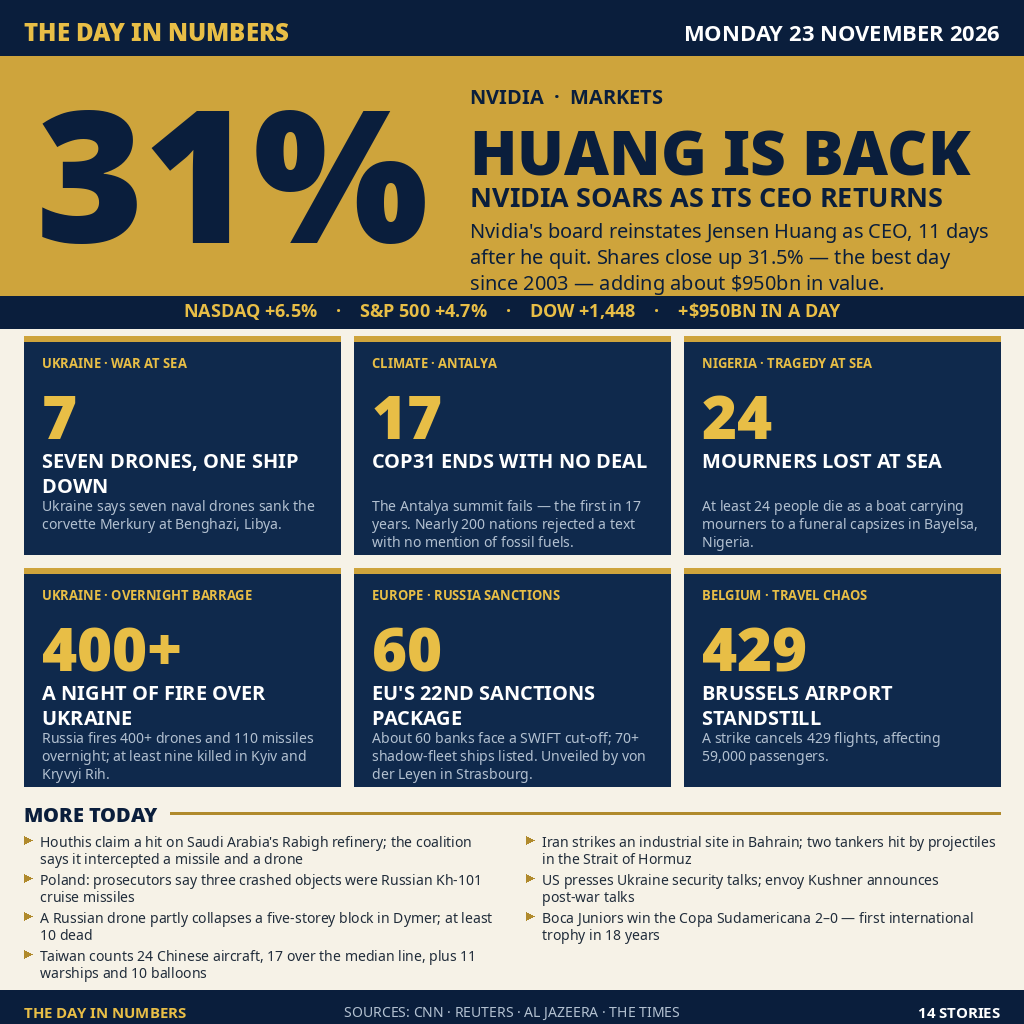 THE DAY IN NUMBERS
MONDAY 23 NOVEMBER 2026
31%
NVIDIA · MARKETS
HUANG IS BACK
NVIDIA SOARS AS ITS CEO RETURNS
Nvidia's board reinstates Jensen Huang as CEO, 11 days
after he quit. Shares close up 31.5% — the best day
since 2003 — adding about $950bn in value.
NASDAQ +6.5% · S&P 500 +4.7% · DOW +1,448 · +$950BN IN A DAY
UKRAINE · WAR AT SEA
7
SEVEN DRONES, ONE SHIP
DOWN
Ukraine says seven naval drones sank the
corvette Merkury at Benghazi, Libya.
CLIMATE · ANTALYA
17
COP31 ENDS WITH NO DEAL
The Antalya summit fails — the first in 17
years. Nearly 200 nations rejected a text
with no mention of fossil fuels.
NIGERIA · TRAGEDY AT SEA
24
MOURNERS LOST AT SEA
At least 24 people die as a boat carrying
mourners to a funeral capsizes in Bayelsa,
Nigeria.
UKRAINE · OVERNIGHT BARRAGE
400+
A NIGHT OF FIRE OVER
UKRAINE
Russia fires 400+ drones and 110 missiles
overnight; at least nine killed in Kyiv and
Kryvyi Rih.
EUROPE · RUSSIA SANCTIONS
60
EU'S 22ND SANCTIONS
PACKAGE
About 60 banks face a SWIFT cut-off; 70+
shadow-fleet ships listed. Unveiled by von
der Leyen in Strasbourg.
BELGIUM · TRAVEL CHAOS
429
BRUSSELS AIRPORT
STANDSTILL
A strike cancels 429 flights, affecting
59,000 passengers.
MORE TODAY
Houthis claim a hit on Saudi Arabia's Rabigh refinery; the coalition
says it intercepted a missile and a drone
Poland: prosecutors say three crashed objects were Russian Kh-101
cruise missiles
A Russian drone partly collapses a five-storey block in Dymer; at least
10 dead
Taiwan counts 24 Chinese aircraft, 17 over the median line, plus 11
warships and 10 balloons
Iran strikes an industrial site in Bahrain; two tankers hit by projectiles
in the Strait of Hormuz
US presses Ukraine security talks; envoy Kushner announces
post-war talks
Boca Juniors win the Copa Sudamericana 2–0 — first international
trophy in 18 years
THE DAY IN NUMBERS
SOURCES: CNN · REUTERS · AL JAZEERA · THE TIMES
14 STORIES